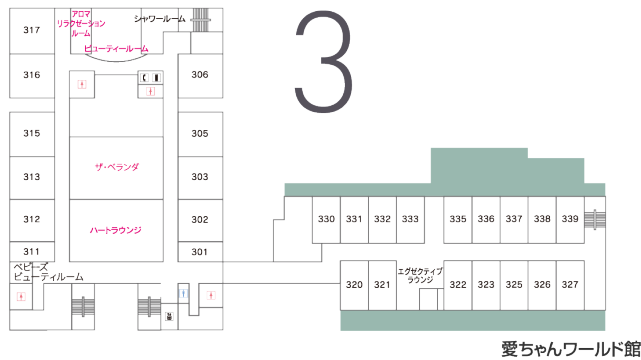 アロマ
リラクゼーション
ルーム
シャワールーム
ビューティールーム
3
317
316
306
315
305
ザ・ベランダ
313
303
312
302
ハートラウンジ
311
301
ベビーズ
ビューティルーム
330 331 332 333 335 336 337 338 339
エグゼクティブ
ラウンジ
320 321 322 323 325 326 327
愛ちゃんワールド館